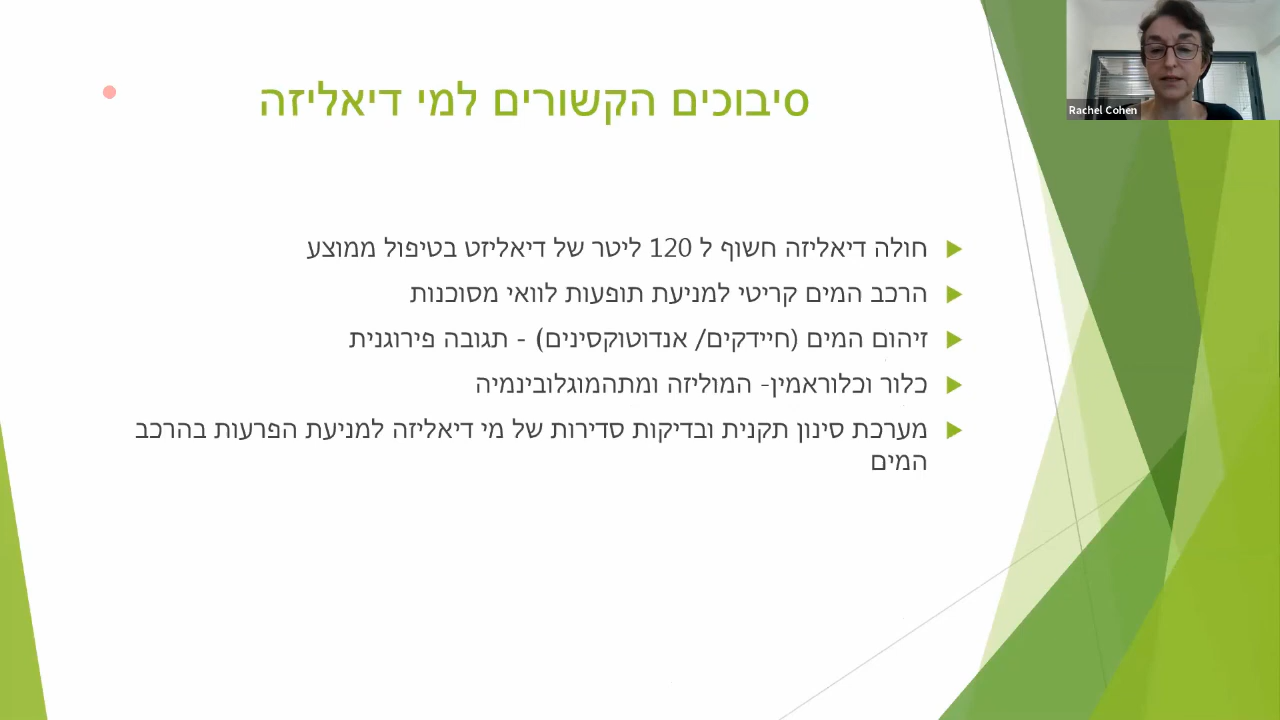 סיבוכים הקשורים למי דיאליזה
Rachel Cohen
חולה דיאליזה חשוף ל 120 ליטר של דיאליזט בטיפול ממוצע
הרכב המים קריטי למניעת תופעות לוואי מסוכנות
זיהום המים (חיידקים/ אנדוטוקסינים) - תגובה פירוגנית
כלור וכלוראמין- המוליזה ומתהמוגלובינמיה
מערכת סינון תקנית ובדיקות סדירות של מי דיאליזה למניעת הפרעות בהרכב
המים